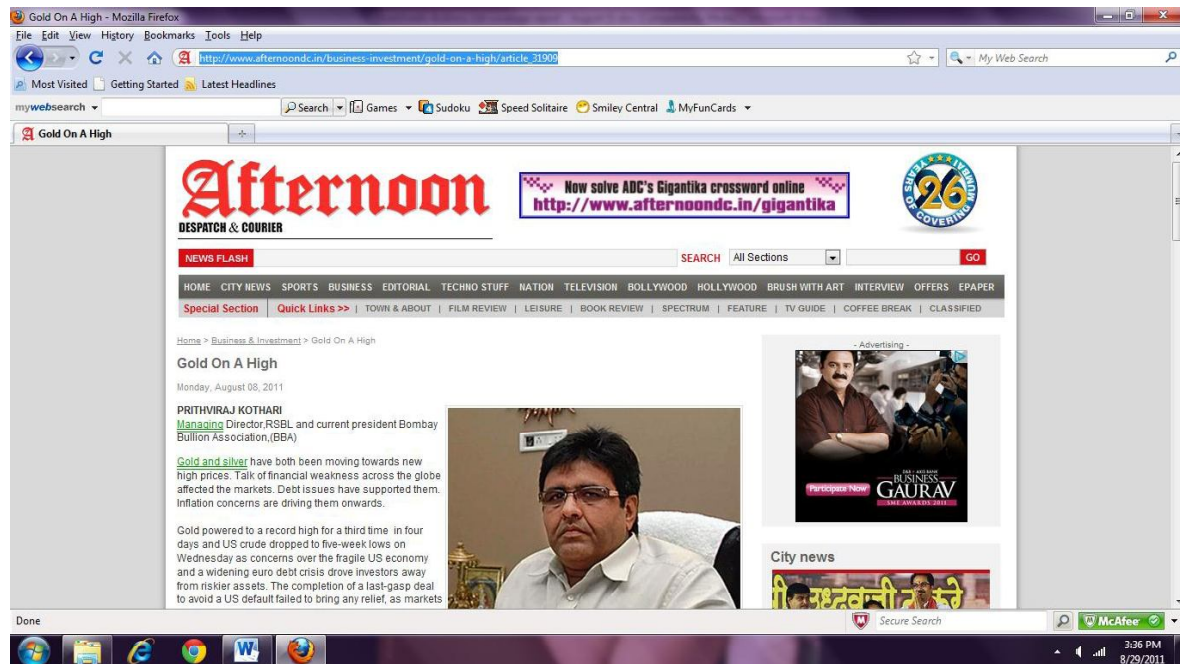 Gold On A High - Mozilla Firefox
File Edit View History Bookmarks Tools Help
http://www.afternoondc.in/business-investment/gold-on-a-high/article_31909
My Web Search
Most Visited Getting Started Latest Headlines
mywebsearch Search Games Sudoku Speed Solitaire Smiley Central MyFunCards
Gold On A High
Afternoon
DESPATCH & COURIER
Now solve ADC's Gigantika crossword online
http://www.afternoondc.in/gigantika
26
YEARS OF COVERING MUMBAI
NEWS FLASH SEARCH All Sections GO
HOME CITY NEWS SPORTS BUSINESS EDITORIAL TECHNO STUFF NATION TELEVISION BOLLYWOOD HOLLYWOOD BRUSH WITH ART INTERVIEW OFFERS EPAPER
Special Section Quick Links >> | TOWN & ABOUT | FILM REVIEW | LEISURE | BOOK REVIEW | SPECTRUM | FEATURE | TV GUIDE | COFFEE BREAK | CLASSIFIED
Home > Business & Investment > Gold On A High
Gold On A High
Monday, August 08, 2011
PRITHVIRAJ KOTHARI
Managing Director,RSBL and current president Bombay
Bullion Association,(BBA)
Gold and silver have both been moving towards new
high prices. Talk of financial weakness across the globe
affected the markets. Debt issues have supported them.
Inflation concerns are driving them onwards.
Gold powered to a record high for a third time in four
days and US crude dropped to five-week lows on
Wednesday as concerns over the fragile US economy
and a widening euro debt crisis drove investors away
from riskier assets. The completion of a last-gasp deal
to avoid a US default failed to bring any relief, as markets
- Advertising -
BUSINESS
GAURAV
SME AWARDS 2011
Participate Now
City news
Done
Secure Search
McAfee
3:36 PM
8/29/2011